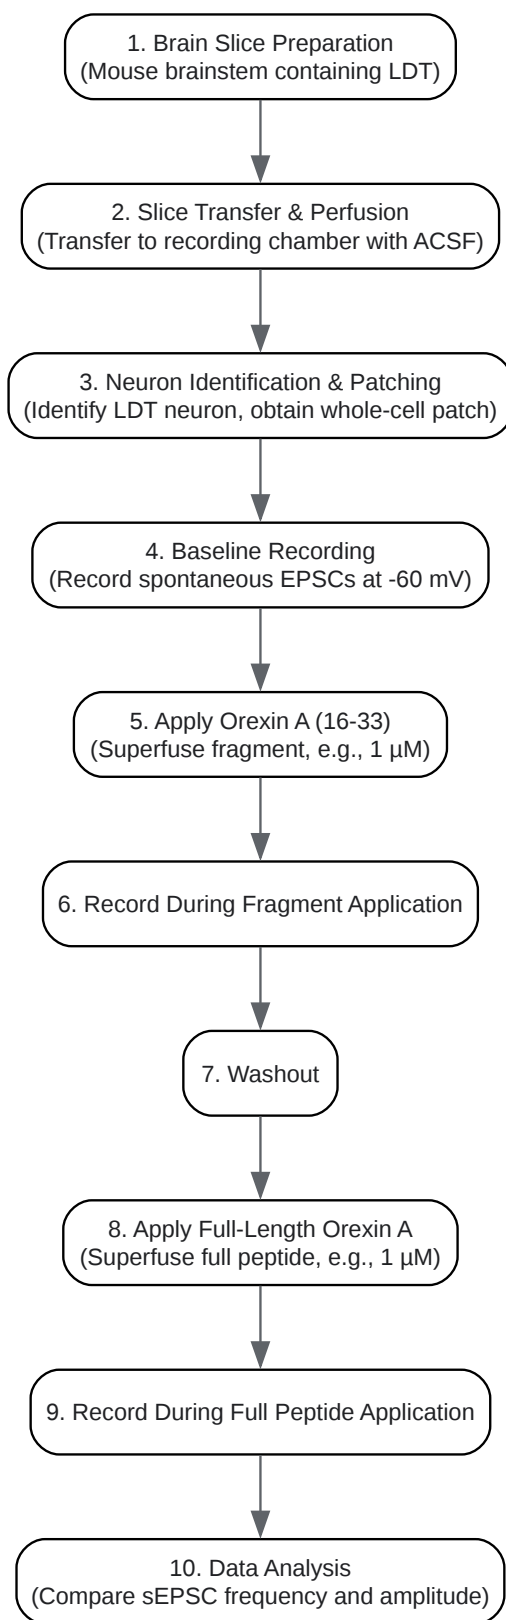 1. Brain Slice Preparation
(Mouse brainstem containing LDT)
2. Slice Transfer & Perfusion
(Transfer to recording chamber with ACSF)
3. Neuron Identification & Patching
(Identify LDT neuron, obtain whole-cell patch)
4. Baseline Recording
(Record spontaneous EPSCs at -60 mV)
5. Apply Orexin A (16-33)
(Superfuse fragment, e.g., 1 µM)
6. Record During Fragment Application
7. Washout
8. Apply Full-Length Orexin A
(Superfuse full peptide, e.g., 1 µM)
9. Record During Full Peptide Application
10. Data Analysis
(Compare sEPSC frequency and amplitude)